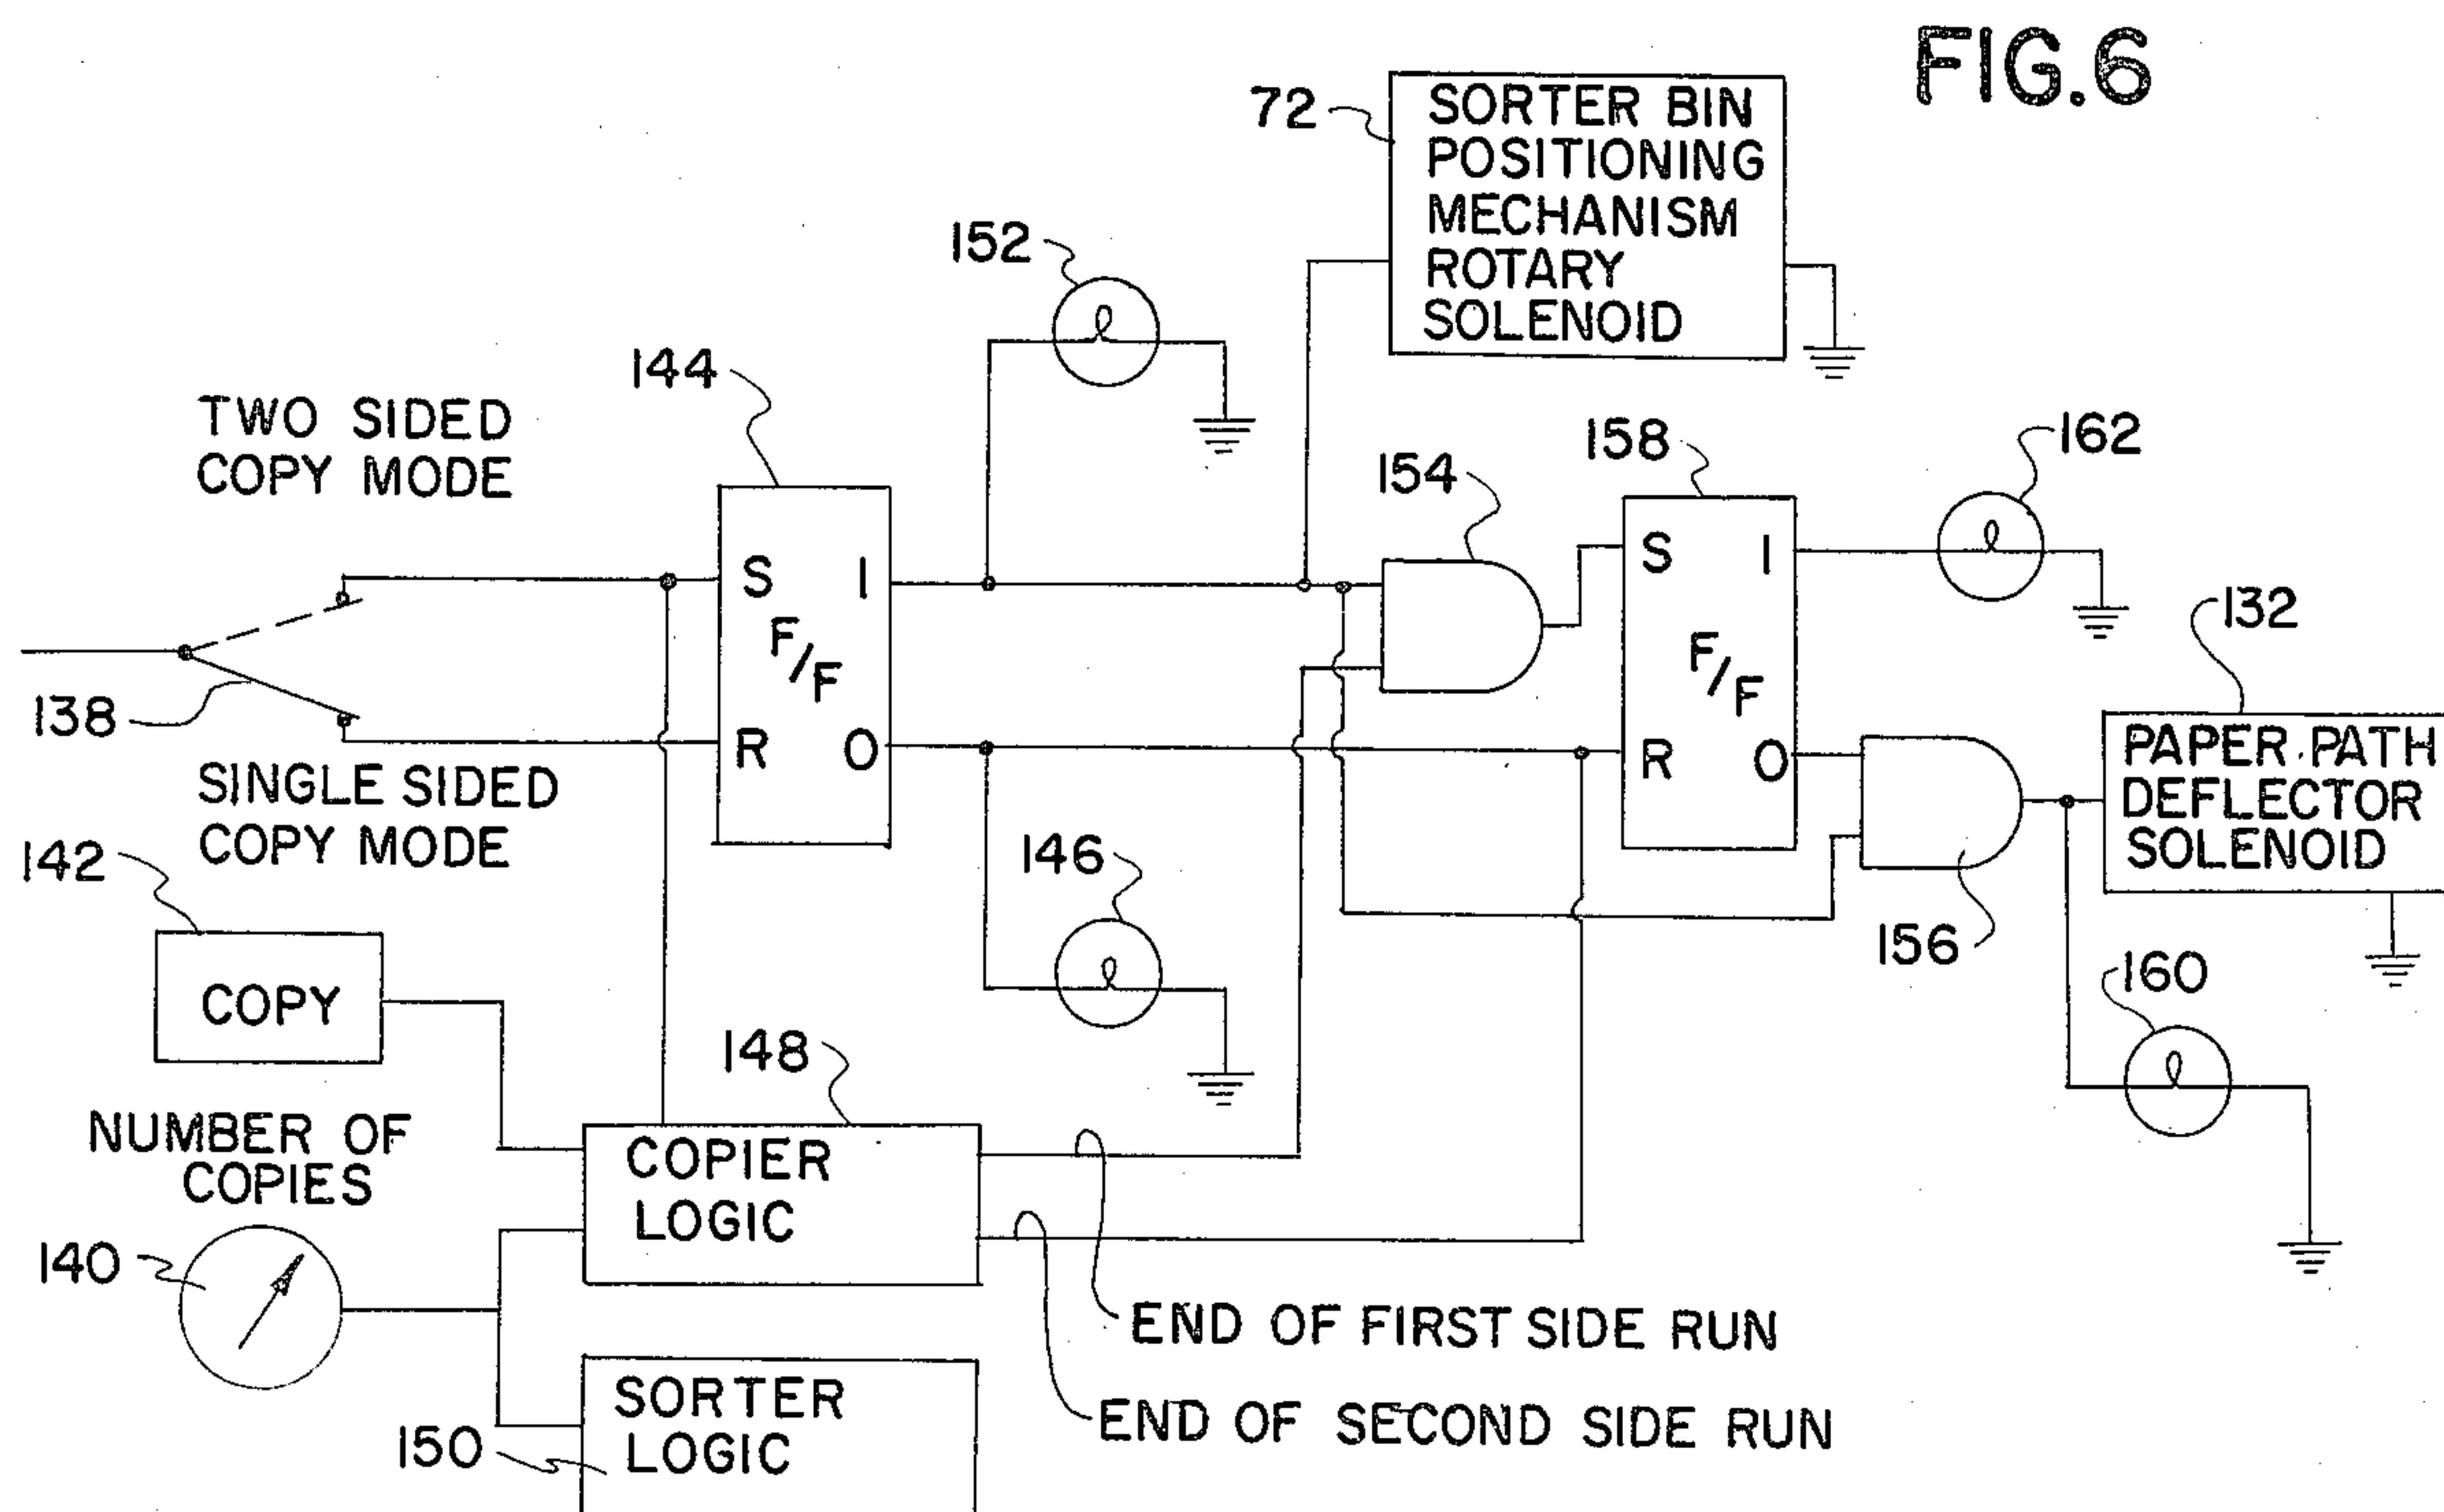 FIG.6
72
SORTER BIN
POSITIONING
MECHANISM
ROTARY
SOLENOID
152
144
TWO SIDED
COPY MODE
154
158
162
S
1
F/F
R
0
S
1
F/F
R
0
132
PAPER PATH
DEFLECTOR
SOLENOID
138
SINGLE SIDED
COPY MODE
142
COPY
146
156
160
148
NUMBER OF
COPIES
COPIER
LOGIC
140
END OF FIRST SIDE RUN
SORTER
LOGIC
150
END OF SECOND SIDE RUN